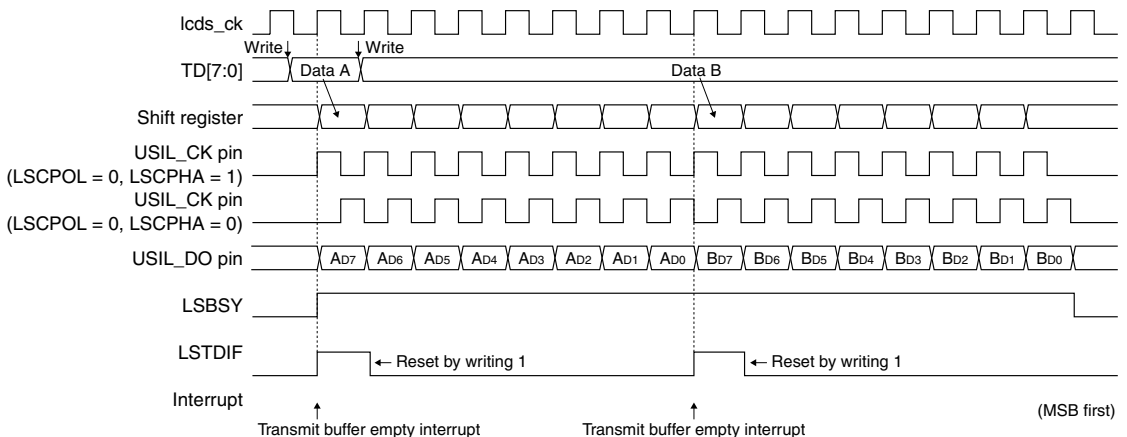 lcds_ck
Write Write
TD[7:0] Data A Data B
Shift register
USIL_CK pin
(LSCPOL = 0, LSCPHA = 1)
USIL_CK pin
(LSCPOL = 0, LSCPHA = 0)
USIL_DO pin AD7 AD6 AD5 AD4 AD3 AD2 AD1 AD0 BD7 BD6 BD5 BD4 BD3 BD2 BD1 BD0
LSBSY
LSTDIF ← Reset by writing 1 ← Reset by writing 1
Interrupt
(MSB first)
Transmit buffer empty interrupt Transmit buffer empty interrupt